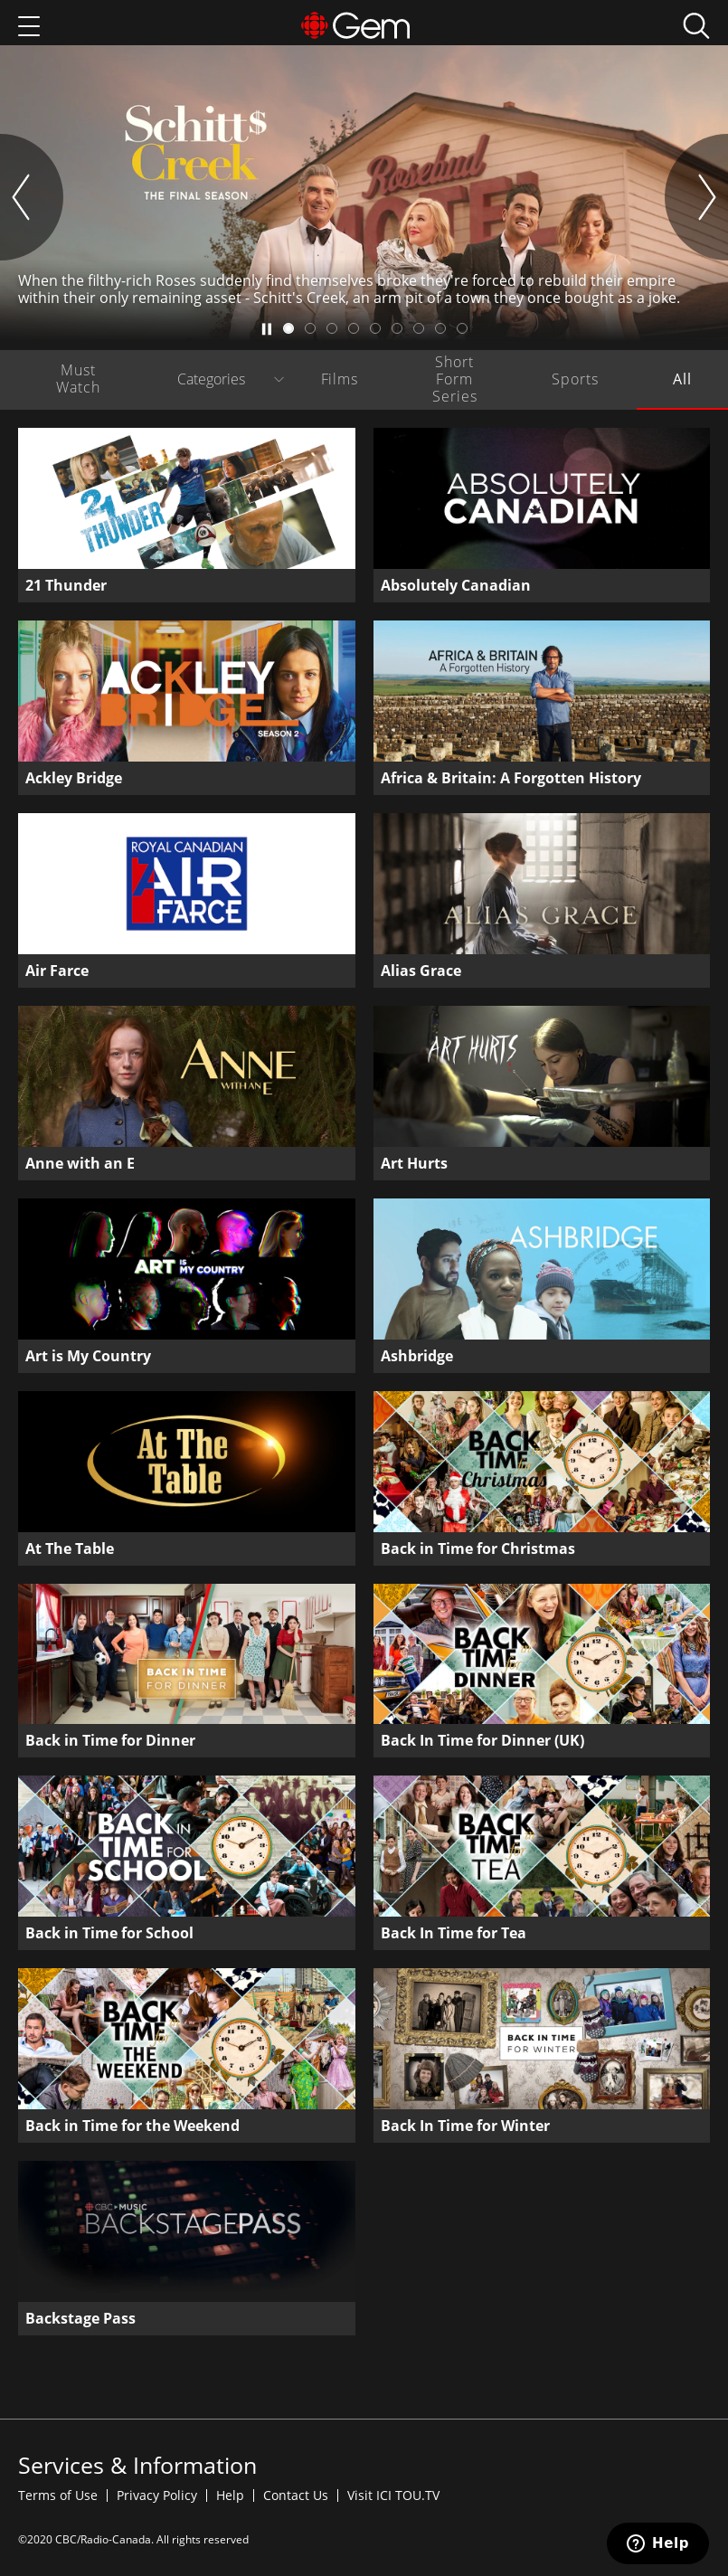 Gem
Schitt$
Creek
THE FINAL SEASON
Rosebud
MOTEL
When the filthy-rich Roses suddenly find themselves broke they're forced to rebuild their empire
within their only remaining asset - Schitt's Creek, an arm pit of a town they once bought as a joke.
Must
Watch
Categories
Films
Short
Form
Series
Sports
All
21
THUNDER
21 Thunder
ABSOLUTELY
CANADIAN
Absolutely Canadian
ACKLEY
BRIDGE
SEASON 2
Ackley Bridge
AFRICA & BRITAIN:
A Forgotten History
Africa & Britain: A Forgotten History
ROYAL CANADIAN
AIR
FARCE
Air Farce
ALIAS GRACE
Alias Grace
ANNE
WITH AN E
Anne with an E
ART HURTS
Art Hurts
ART IS MY COUNTRY
Art is My Country
ASHBRIDGE
Ashbridge
At The
Table
At The Table
BACK
TIME
Christmas
Back in Time for Christmas
BACK IN TIME
FOR DINNER
Back in Time for Dinner
BACK
TIME
DINNER
Back In Time for Dinner (UK)
BACK IN
TIME FOR
SCHOOL
Back in Time for School
BACK
TIME
TEA
Back In Time for Tea
BACK
TIME
THE
WEEKEND
Back in Time for the Weekend
BACK IN TIME
FOR WINTER
Back In Time for Winter
CBC MUSIC
BACKSTAGEPASS
Backstage Pass
Services & Information
Terms of Use
Privacy Policy
Help
Contact Us
Visit ICI TOU.TV
©2020 CBC/Radio-Canada. All rights reserved
Help